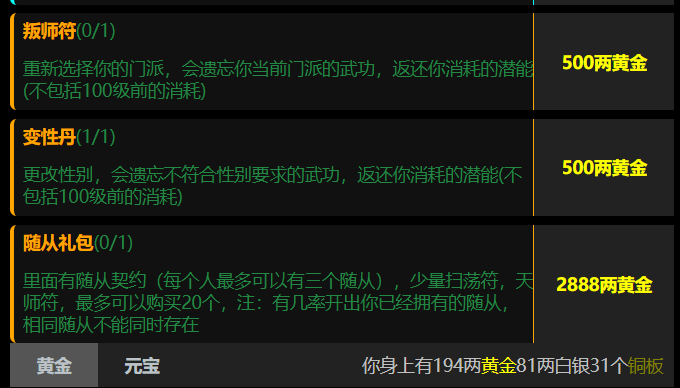 叛师符(0/1)
重新选择你的门派，会遗忘你当前门派的武功，返还你消耗的潜能
(不包括100级前的消耗)
500两黄金
变性丹(1/1)
更改性别，会遗忘不符合性别要求的武功，返还你消耗的潜能(不
包括100级前的消耗)
500两黄金
随从礼包(0/1)
里面有随从契约（每个人最多可以有三个随从），少量扫荡符，天
师符，最多可以购买20个，注：有几率开出你已经拥有的随从，
相同随从不能同时存在
2888两黄金
黄金 元宝 你身上有194两黄金81两白银31个铜板